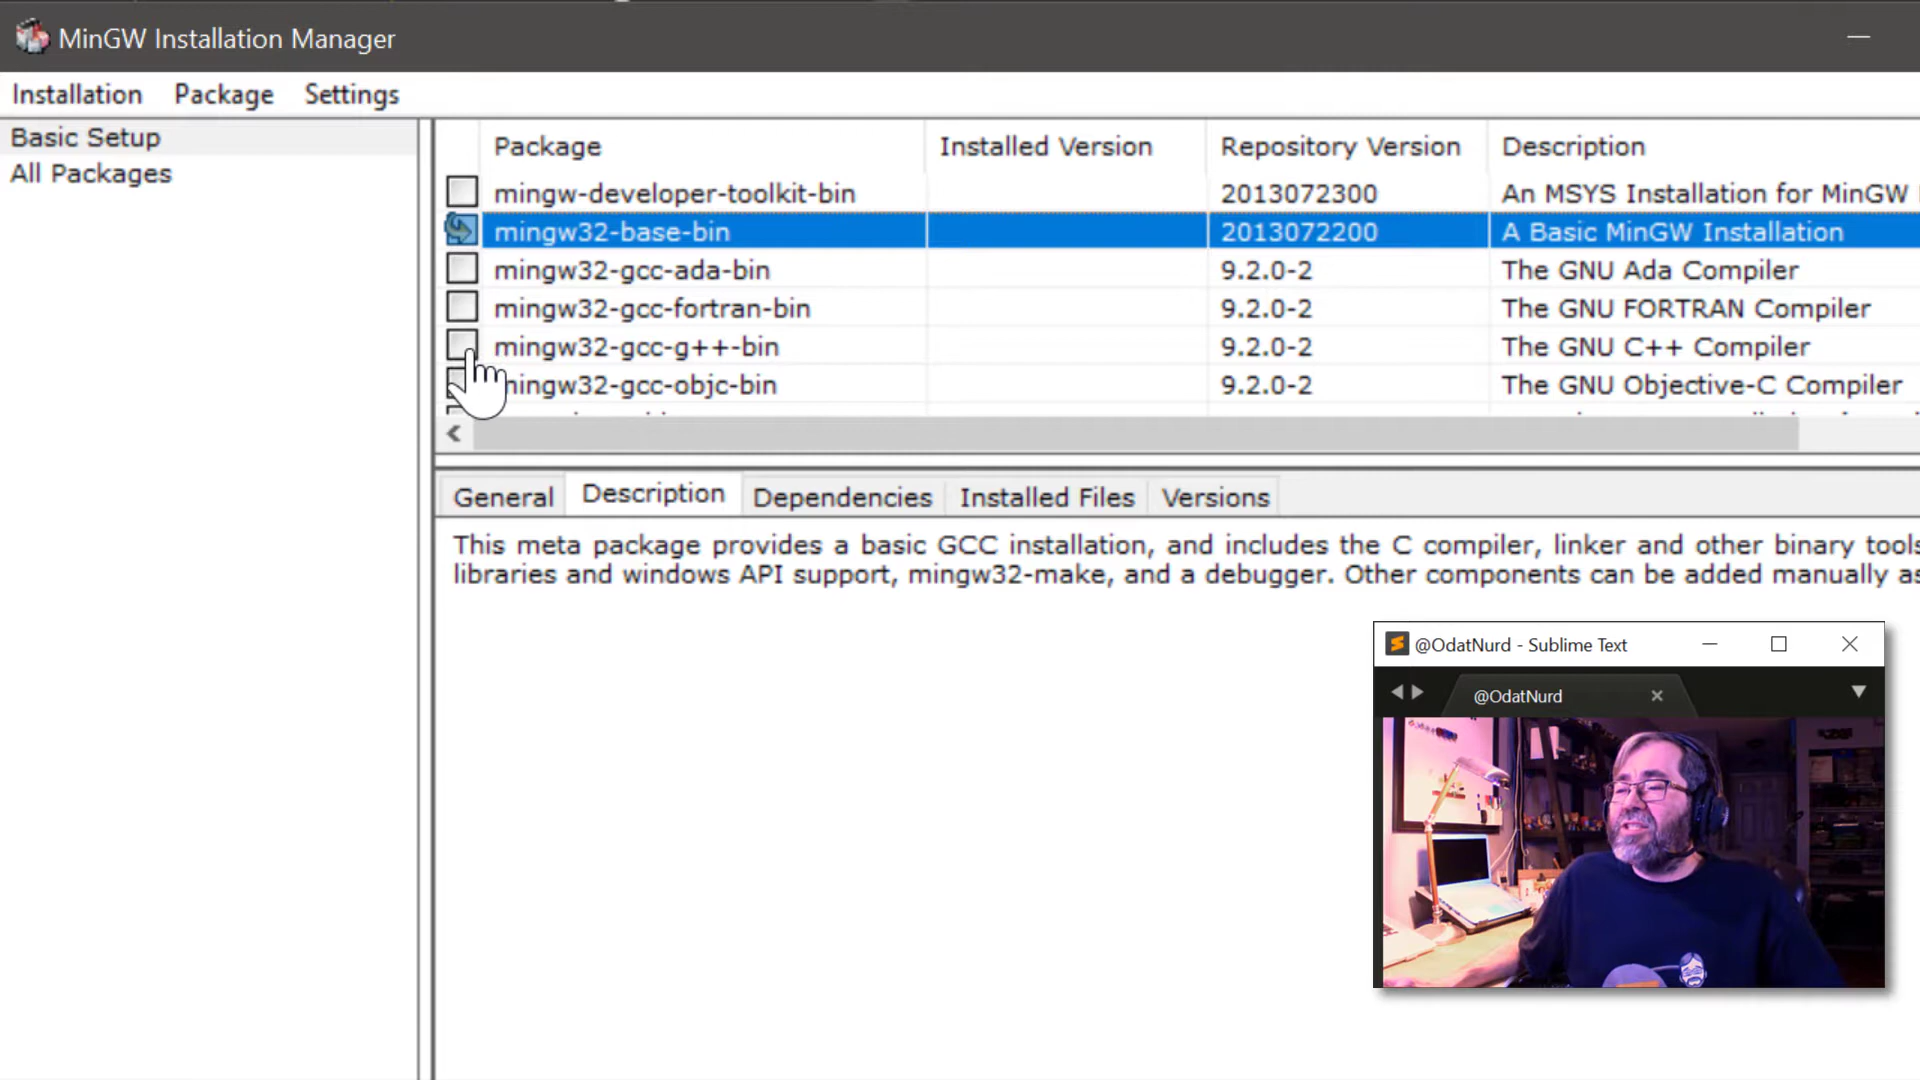 MinGW Installation Manager
Installation Package Settings
Basic Setup
All Packages
Package Installed Version Repository Version Description
mingw-developer-toolkit-bin 2013072300 An MSYS Installation for MinGW
mingw32-base-bin 2013072200 A Basic MinGW Installation
mingw32-gcc-ada-bin 9.2.0-2 The GNU Ada Compiler
mingw32-gcc-fortran-bin 9.2.0-2 The GNU FORTRAN Compiler
mingw32-gcc-g++-bin 9.2.0-2 The GNU C++ Compiler
mingw32-gcc-objc-bin 9.2.0-2 The GNU Objective-C Compiler
General Description Dependencies Installed Files Versions
This meta package provides a basic GCC installation, and includes the C compiler, linker and other binary tools
libraries and windows API support, mingw32-make, and a debugger. Other components can be added manually as
@OdatNurd - Sublime Text
@OdatNurd